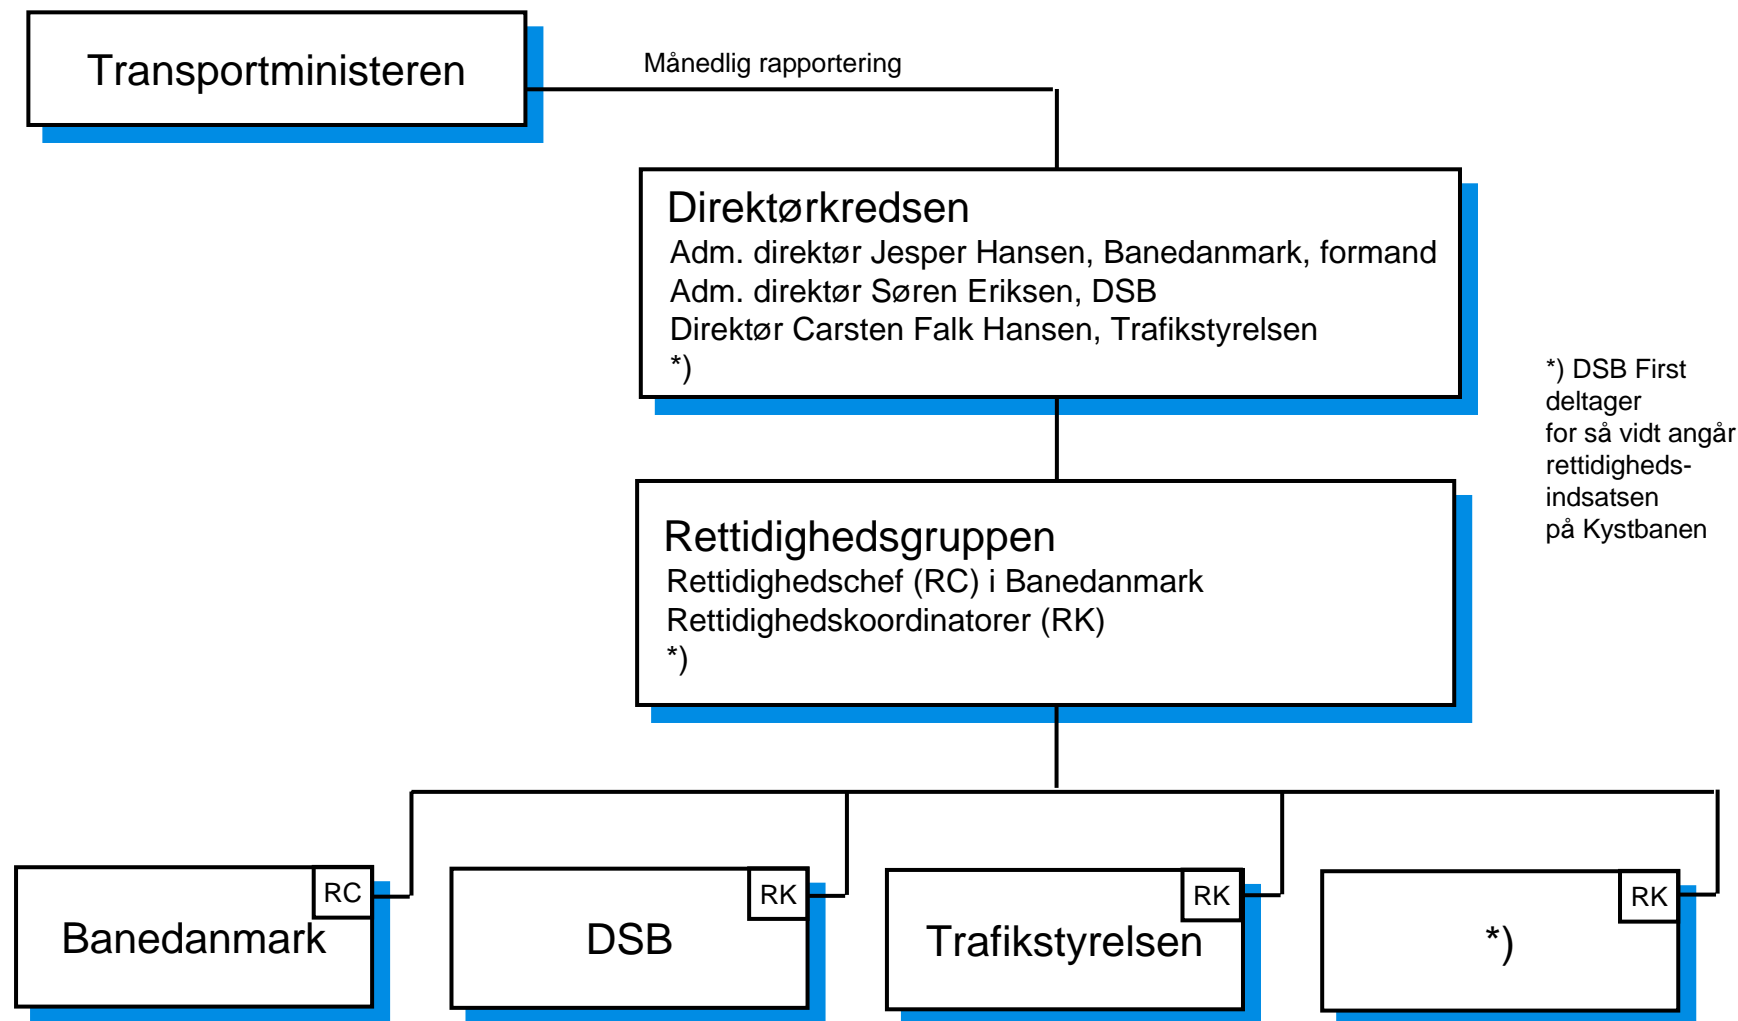 Transportministeren
Månedlig rapportering
Direktørkredsen
Adm. direktør Jesper Hansen, Banedanmark, formand
Adm. direktør Søren Eriksen, DSB
Direktør Carsten Falk Hansen, Trafikstyrelsen
*)
*) DSB First
deltager
for så vidt angår
rettidigheds-
indsatsen
på Kystbanen
Rettidighedsgruppen
Rettidighedschef (RC) i Banedanmark
Rettidighedskoordinatorer (RK)
*)
RC
Banedanmark
RK
DSB
RK
Trafikstyrelsen
RK
*)